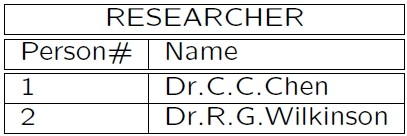 RESEARCHER
Person# Name
1 Dr.C.C.Chen
2 Dr.R.G.Wilkinson